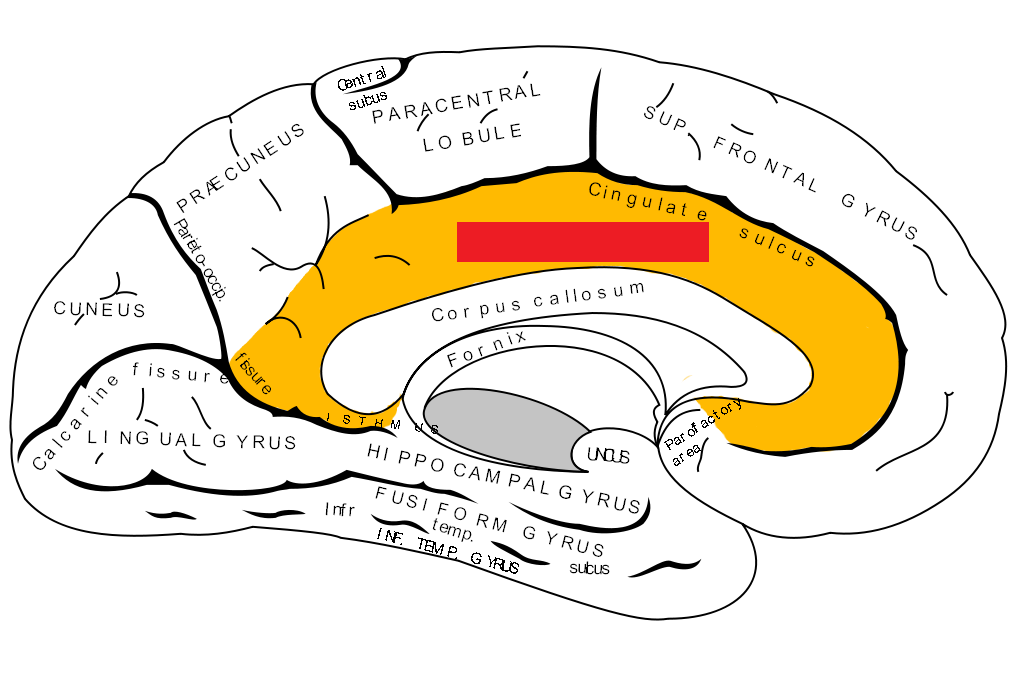 Central
sulcus
PARACENTRAL
LOBULE
SUP. FRONTAL GYRUS
PRÆCUNEUS
Cingulate sulcus
Parieto-occip.
fissure
CUNEUS
Corpus callosum
Fornix
Calcarine fissure
ISTHMUS
Parolfactory
area
LINGUAL GYRUS
HIPPOCAMPAL GYRUS
UNCUS
FUSIFORM GYRUS
Infr temp. sulcus
INF. TEMP. GYRUS